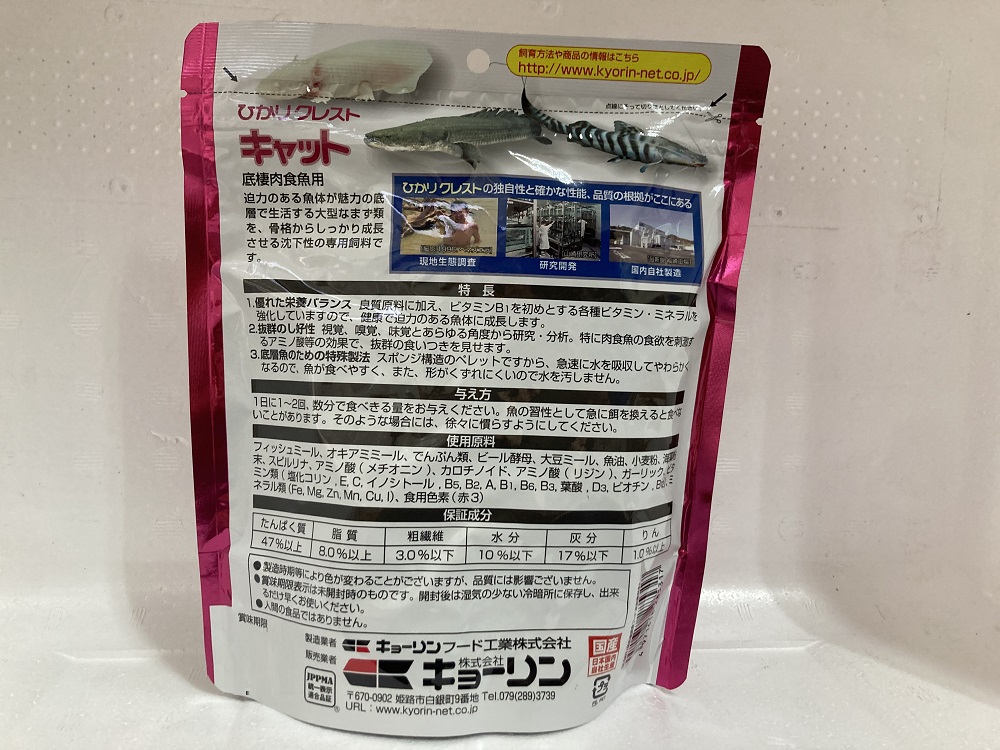 飼育方法や商品の情報はこちら
http://www.kyorin-net.co.jp/
ひかりクレスト
キャット
底棲肉食魚用
迫力のある魚体が魅力の底
層で生活する大型なまず類
を、骨格からしっかり成長
させる沈下性の専用飼料で
す。
ひかりクレストの独自性と確かな性能、品質の根拠がここにある
現地生態調査
研究開発
国内自社製造
特長
1.優れた栄養バランス 良質原料に加え、ビタミンB1を初めとする各種ビタミン・ミネラルを
強化していますので、健康で迫力のある魚体に成長します。
2.抜群のし好性 視覚、嗅覚、味覚とあらゆる角度から研究・分析。特に肉食魚の食欲を刺激す
るアミノ酸等の効果で、抜群の食いつきを見せます。
3.底層魚のための特殊製法 スポンジ構造のペレットですから、急速に水を吸収してやわらかく
なるので、魚が食べやすく、また、形がくずれにくいので水を汚しません。
与え方
1日に1〜2回、数分で食べきる量をお与えください。魚の習性として急に餌を換えると食べな
いことがあります。そのような場合には、徐々に慣らすようにしてください。
使用原料
フィッシュミール、オキアミミール、でんぷん類、ビール酵母、大豆ミール、魚油、小麦粉、海藻粉
末、スピルリナ、アミノ酸(メチオニン)、カロチノイド、アミノ酸(リジン)、ガーリック、ビタ
ミン類(塩化コリン,E,C,イノシトール,B5,B2,A,B1,B6,B3,葉酸,D3,ビオチン,
ネラル類(Fe,Mg,Zn,Mn,Cu,I)、食用色素(赤3)
保証成分
たんぱく質 脂質 粗繊維 水分 灰分 りん
47%以上 8.0%以上 3.0%以下 10%以下 17%以下 1.0%以上
●製造時期等により色が変わることがございますが、品質には影響ございません。
●賞味期限表示は未開封時のものです。開封後は湿気の少ない冷暗所に保存し、出来
るだけ早くお使いください。
●人間の食品ではありません。
賞味期限
製造業者 キョーリンフード工業株式会社
販売業者 株式会社キョーリン
〒670-0902 姫路市白銀町9番地 Tel.079(289)3739
URL：www.kyorin-net.co.jp
JPPMA
統一表示
適合品証
国産
日本国内
自社生産